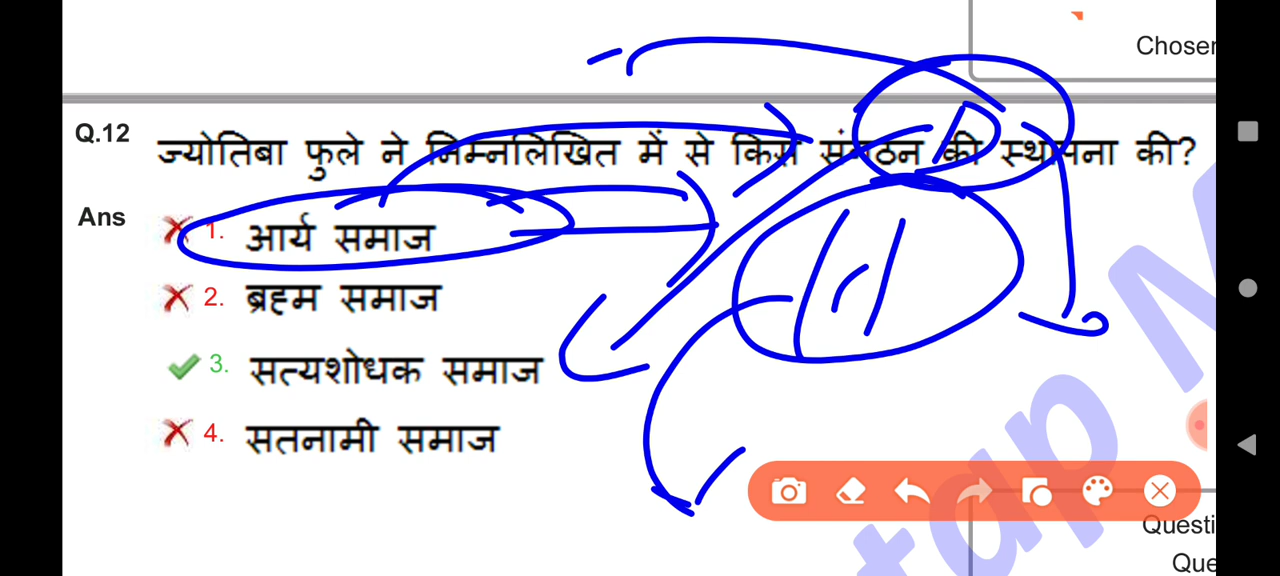 Chosen
Q.12 ज्योतिबा फुले ने निम्नलिखित में से किस संगठन की स्थापना की?
Ans
1. आर्य समाज
2. ब्रह्म समाज
3. सत्यशोधक समाज
4. सतनामी समाज
Questi
Que